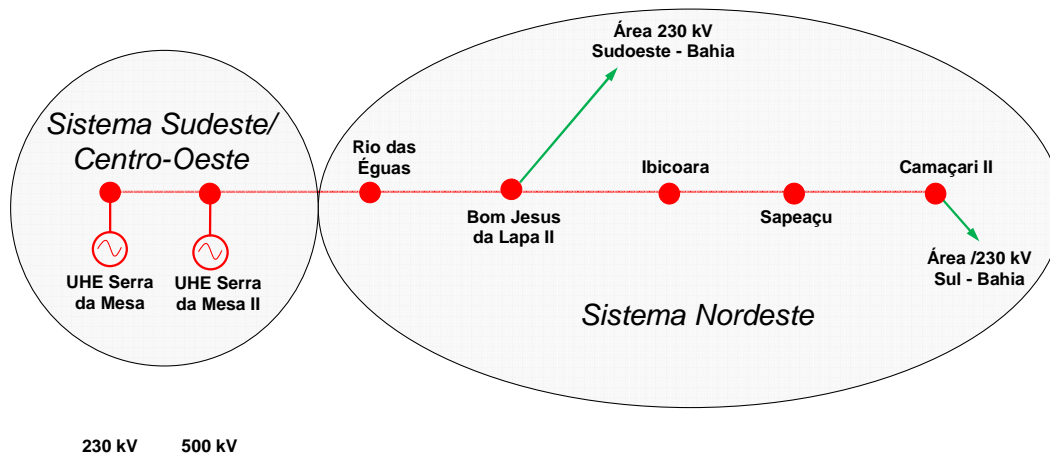 Área 230 kV
Sudoeste - Bahia
Sistema Sudeste/
Centro-Oeste
Rio das
Éguas
Ibicoara
Camaçari II
Bom Jesus
da Lapa II
Sapeaçu
Área /230 kV
Sul - Bahia
UHE Serra
da Mesa
UHE Serra
da Mesa II
Sistema Nordeste
230 kV
500 kV